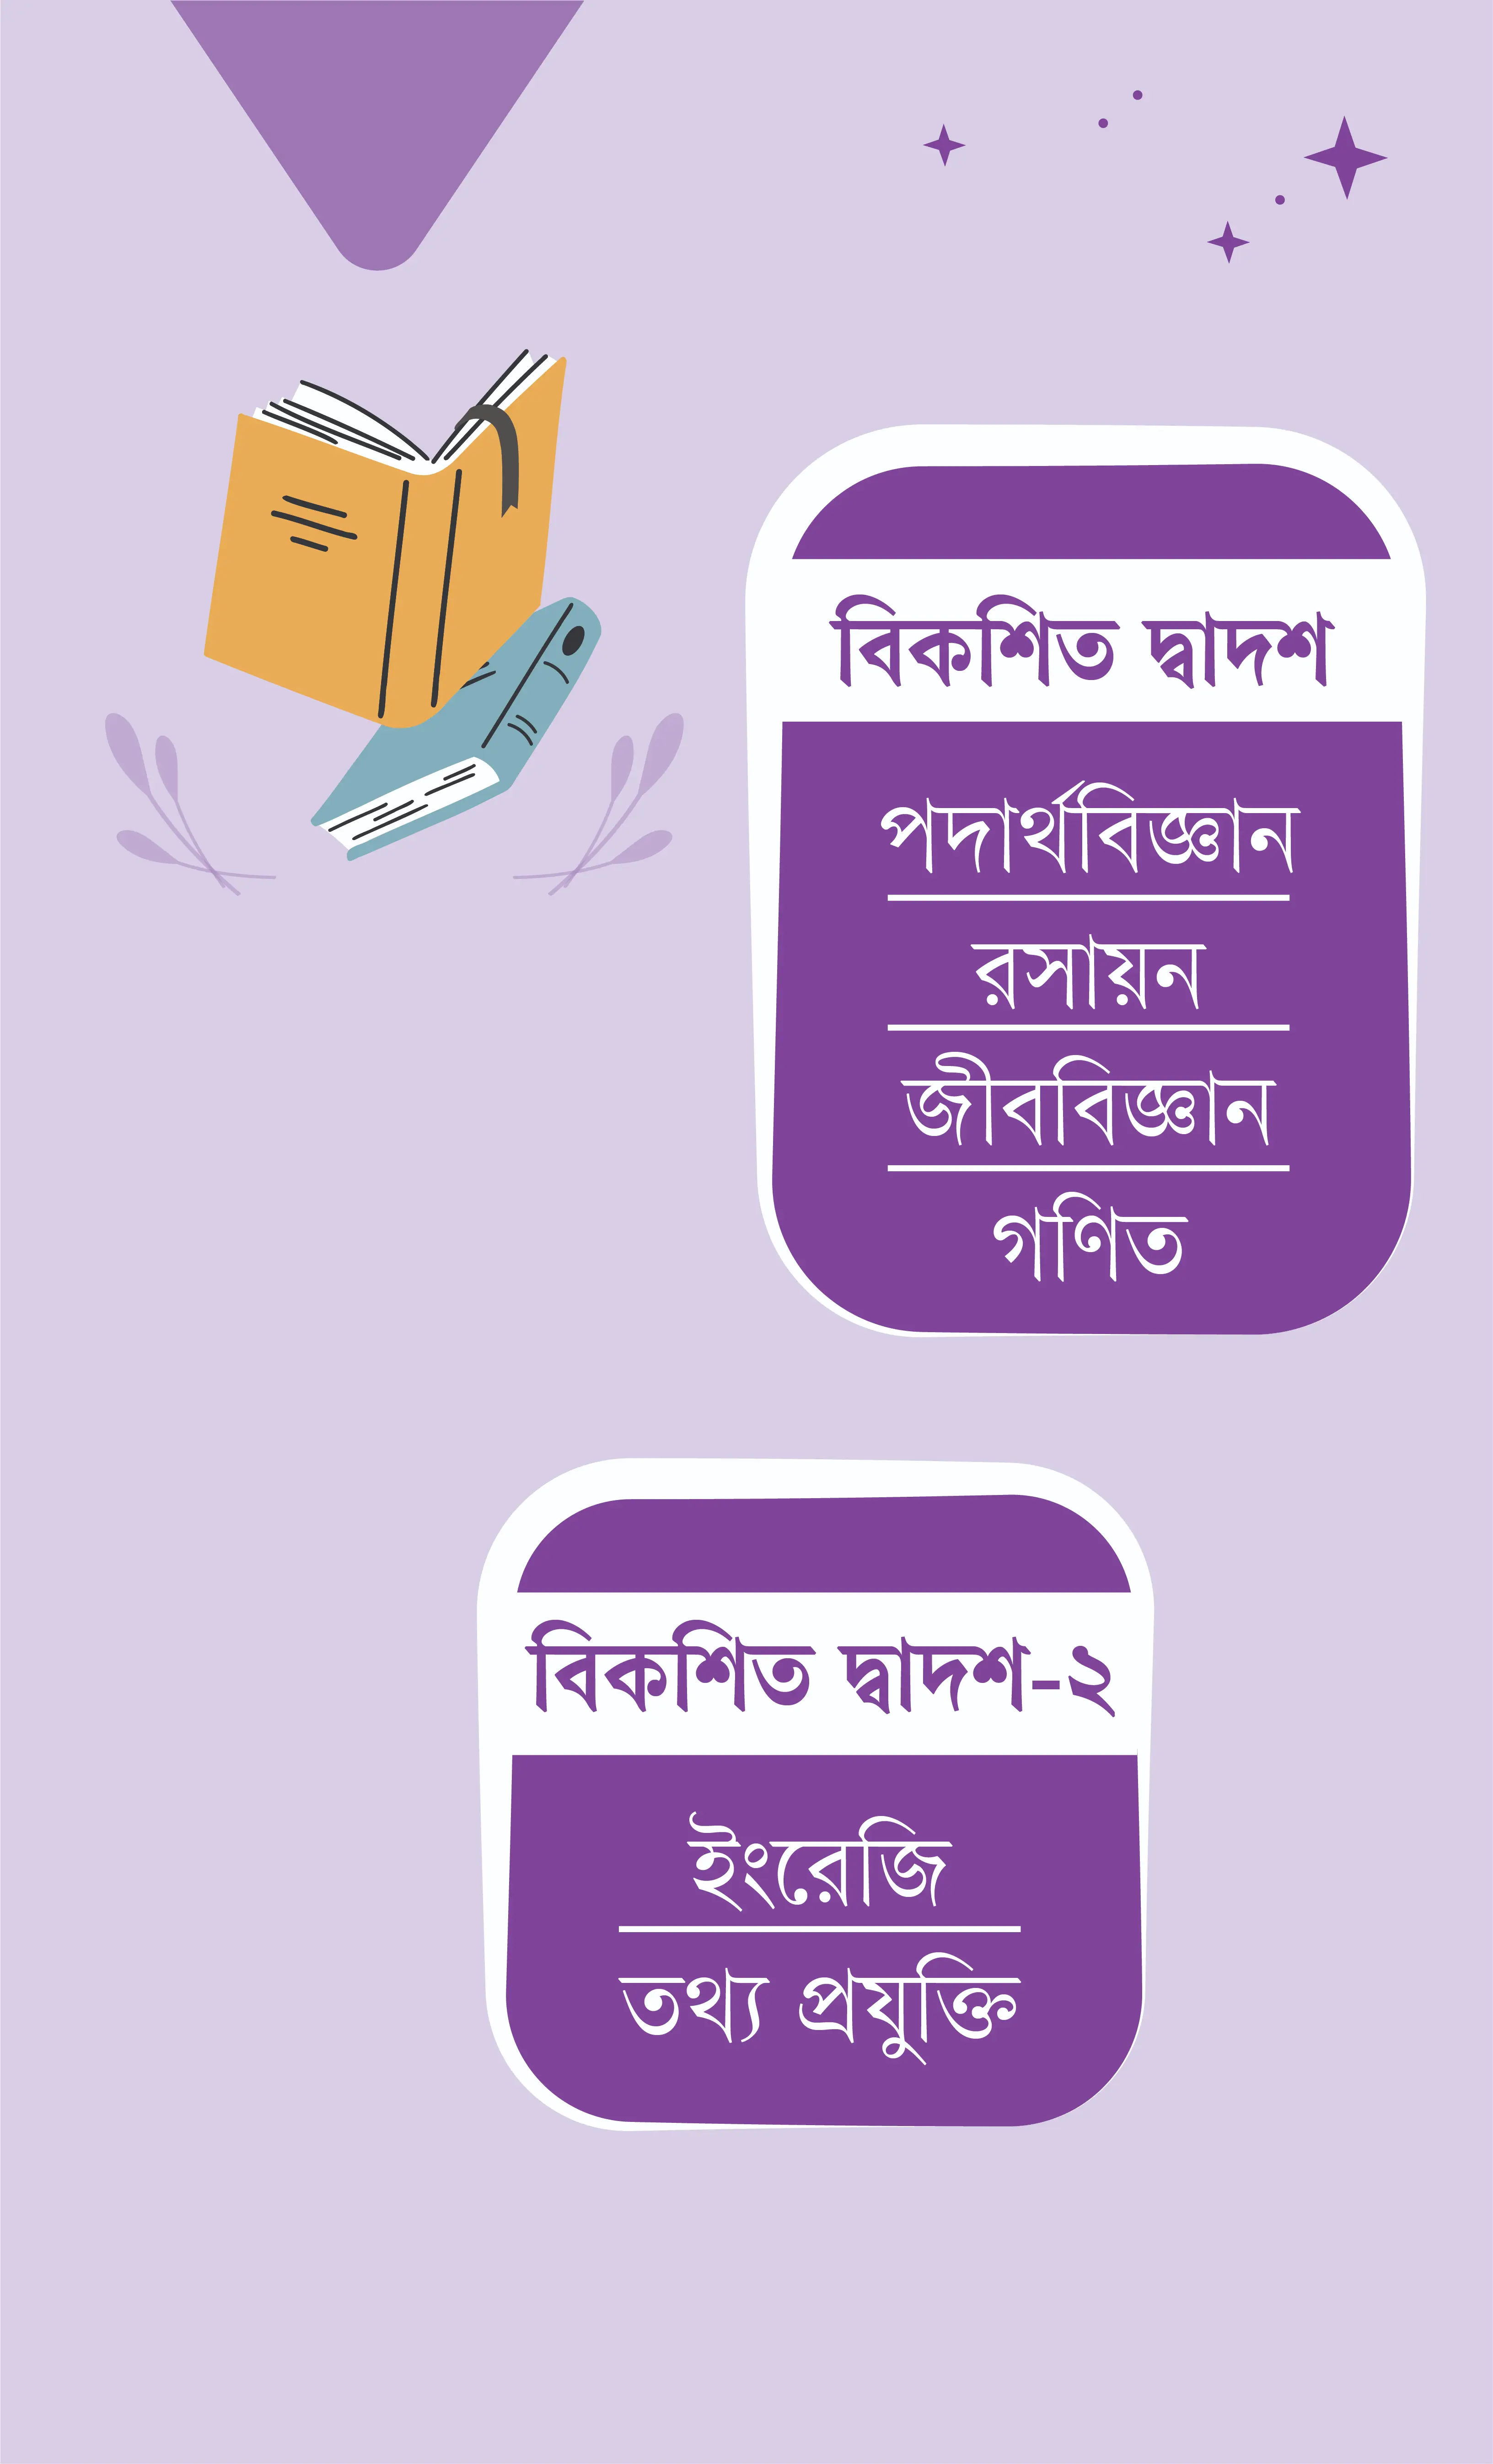 বিকশিত দ্বাদশ
পদার্থবিজ্ঞান
রসায়ন
জীববিজ্ঞান
গণিত
বিকশিত দ্বাদশ-২
ইংরেজি
তথ্য প্রযুক্তি